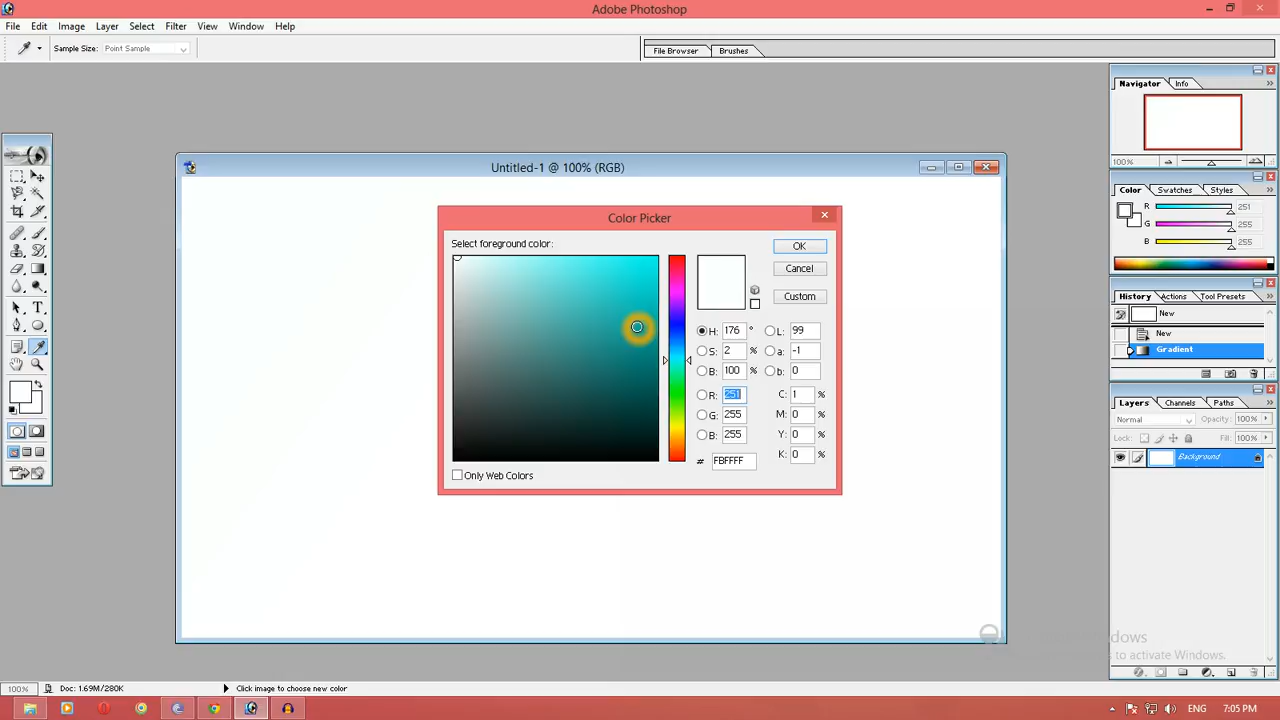 Adobe Photoshop
File Edit Image Layer Select Filter View Window Help
Sample Size: Point Sample
File Browser Brushes
Navigator Info
100%
Untitled-1 @ 100% (RGB)
Color Swatches Styles
R 251
G 255
B 255
Color Picker
Select foreground color:
OK
Cancel
Custom
H: 176 ° L: 99
S: 2 % a: -1
B: 100 % b: 0
R: 251 C: 1 %
G: 255 M: 0 %
B: 255 Y: 0 %
# FBFFFF K: 0 %
Only Web Colors
History Actions Tool Presets
New
New
Gradient
Layers Channels Paths
Normal Opacity: 100%
Lock: Fill: 100%
Background
dows
to activate Windows.
100% Doc: 1.69M/280K Click image to choose new color
ENG 7:05 PM